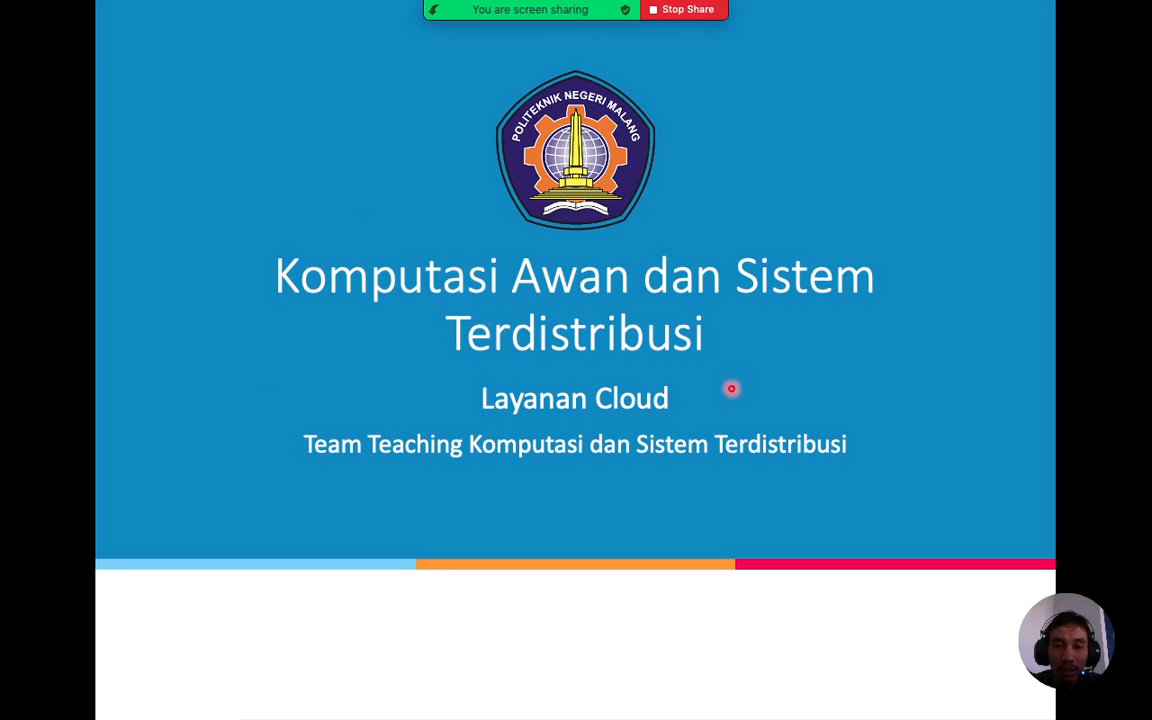 You are screen sharing
Stop Share
POLITEKNIK NEGERI MALANG
Komputasi Awan dan Sistem
Terdistribusi
Layanan Cloud
Team Teaching Komputasi dan Sistem Terdistribusi